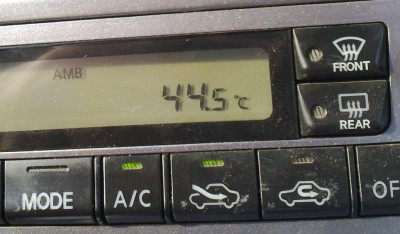 AMB
44.5 °c
FRONT
REAR
MODE
A/C
OF